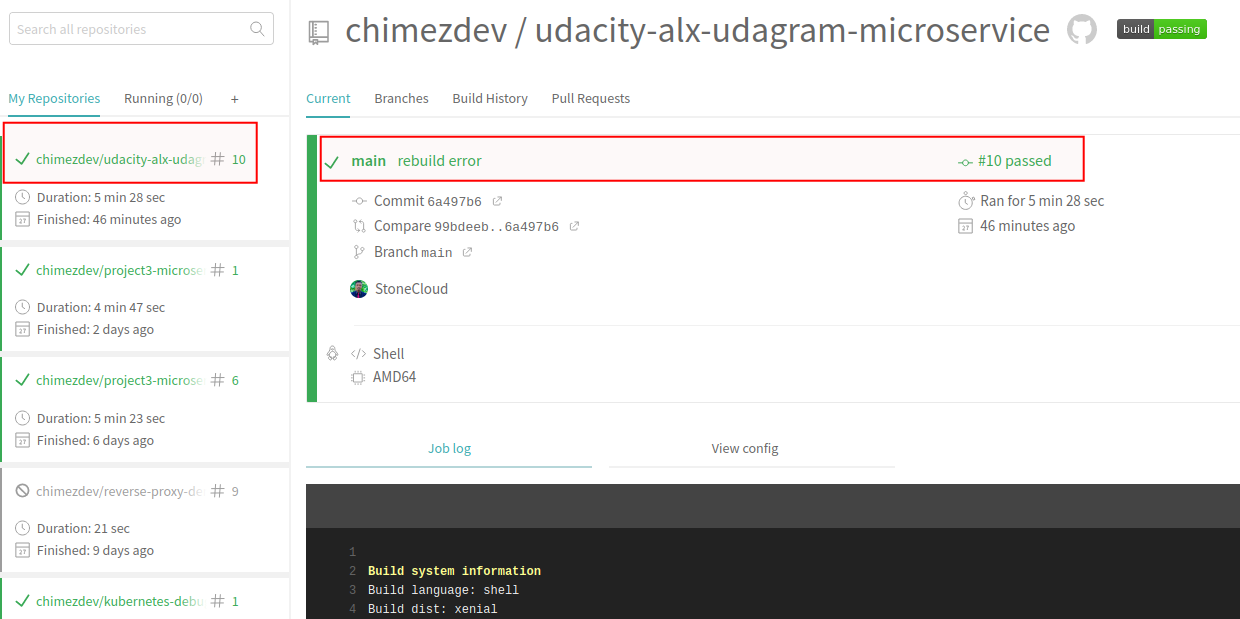 Search all repositories
My Repositories
Running (0/0)
+
chimezdev/udacity-alx-udag # 10
Duration: 5 min 28 sec
27 Finished: 46 minutes ago
chimezdev/project3-microse # 1
Duration: 4 min 47 sec
27 Finished: 2 days ago
chimezdev/project3-microse # 6
Duration: 5 min 23 sec
27 Finished: 6 days ago
chimezdev/reverse-proxy-de # 9
Duration: 21 sec
27 Finished: 9 days ago
chimezdev/kubernetes-debu # 1
chimezdev / udacity-alx-udagram-microservice
build passing
Current
Branches
Build History
Pull Requests
main rebuild error
#10 passed
Commit 6a497b6
Ran for 5 min 28 sec
Compare 99bdeeb..6a497b6
27 46 minutes ago
Branch main
StoneCloud
</> Shell
AMD64
Job log
View config
1
2 Build system information
3 Build language: shell
4 Build dist: xenial